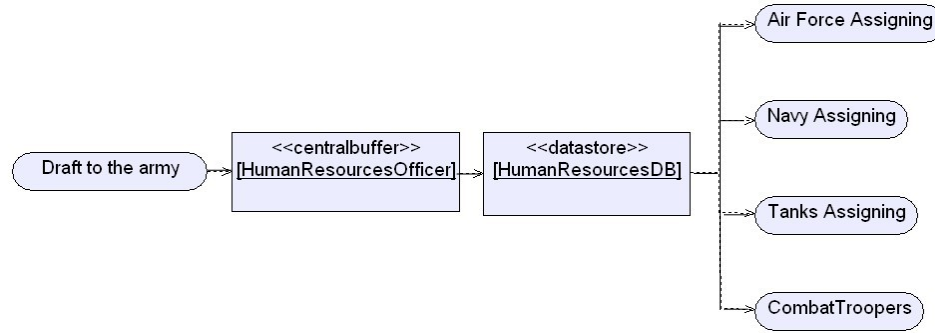 Draft to the army
<<centralbuffer>>
[HumanResourcesOfficer]
<<datastore>>
[HumanResourcesDB]
Air Force Assigning
Navy Assigning
Tanks Assigning
CombatTroopers